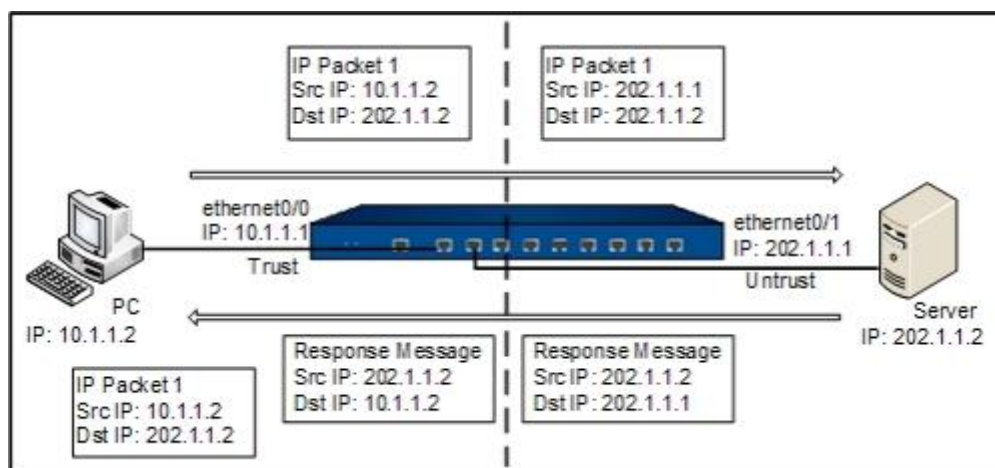 IP Packet 1
Src IP: 10.1.1.2
Dst IP: 202.1.1.2
IP Packet 1
Src IP: 202.1.1.1
Dst IP: 202.1.1.2
ethernet0/0
IP: 10.1.1.1
Trust
ethernet0/1
IP: 202.1.1.1
Untrust
PC
IP: 10.1.1.2
Server
IP: 202.1.1.2
IP Packet 1
Src IP: 10.1.1.2
Dst IP: 202.1.1.2
Response Message
Src IP: 202.1.1.2
Dst IP: 10.1.1.2
Response Message
Src IP: 202.1.1.2
Dst IP: 202.1.1.1